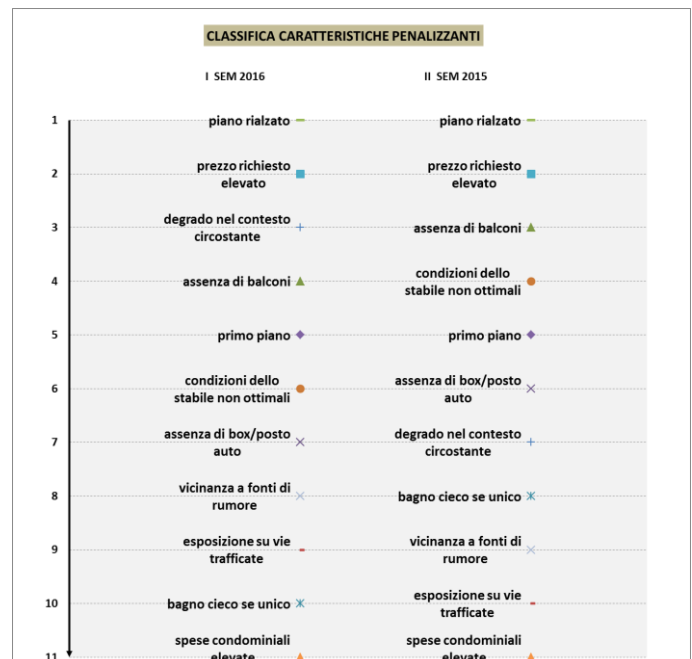 CLASSIFICA CARATTERISTICHE PENALIZZANTI
I SEM 2016 II SEM 2015
1 piano rialzato piano rialzato
2 prezzo richiesto elevato prezzo richiesto elevato
3 degrado nel contesto circostante assenza di balconi
4 assenza di balconi condizioni dello stabile non ottimali
5 primo piano primo piano
6 condizioni dello stabile non ottimali assenza di box/posto auto
7 assenza di box/posto auto degrado nel contesto circostante
8 vicinanza a fonti di rumore bagno cieco se unico
9 esposizione su vie trafficate vicinanza a fonti di rumore
10 bagno cieco se unico esposizione su vie trafficate
11 spese condominiali elevate spese condominiali elevate